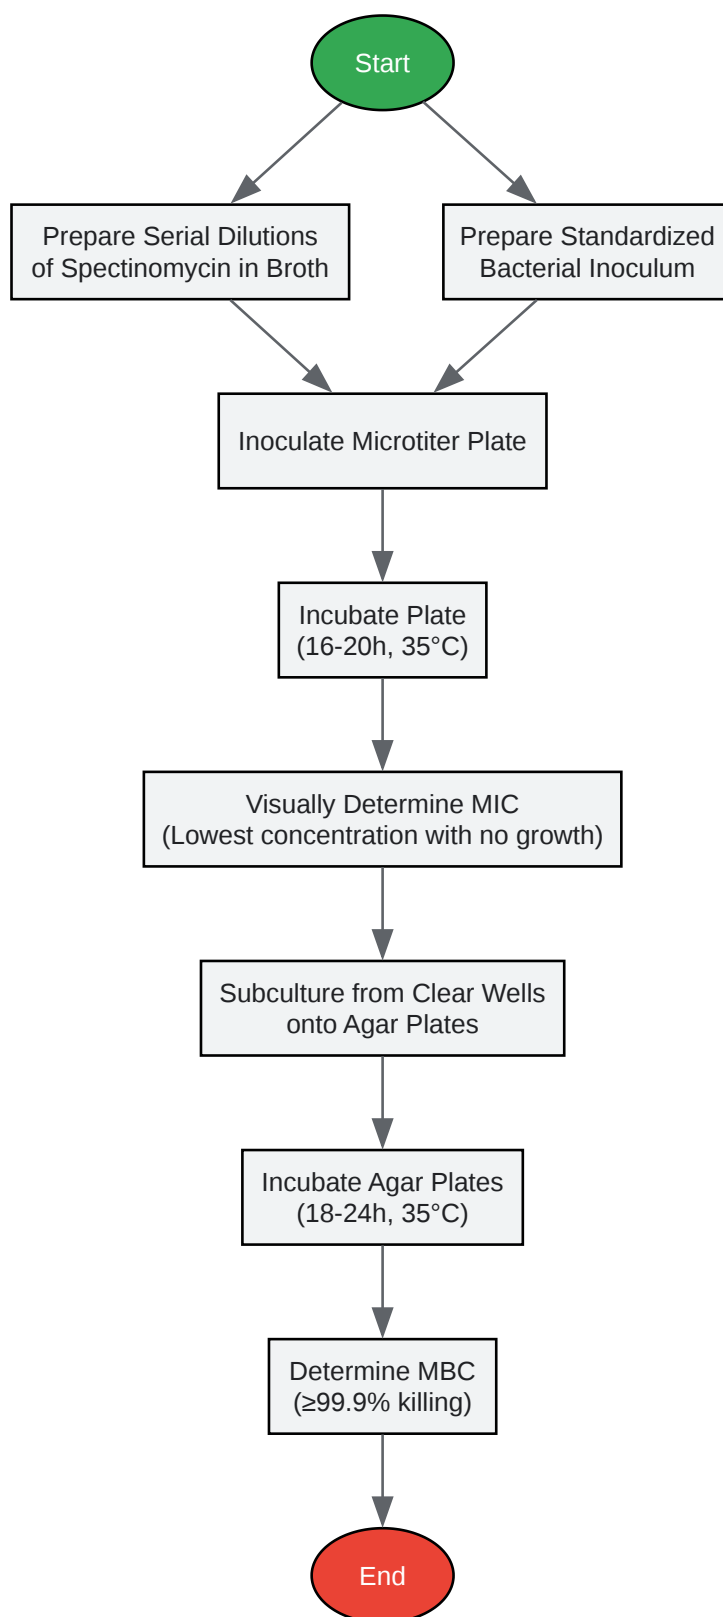 Start
Prepare Serial Dilutions
of Spectinomycin in Broth
Prepare Standardized
Bacterial Inoculum
Inoculate Microtiter Plate
Incubate Plate
(16-20h, 35°C)
Visually Determine MIC
(Lowest concentration with no growth)
Subculture from Clear Wells
onto Agar Plates
Incubate Agar Plates
(18-24h, 35°C)
Determine MBC
(≥99.9% killing)
End